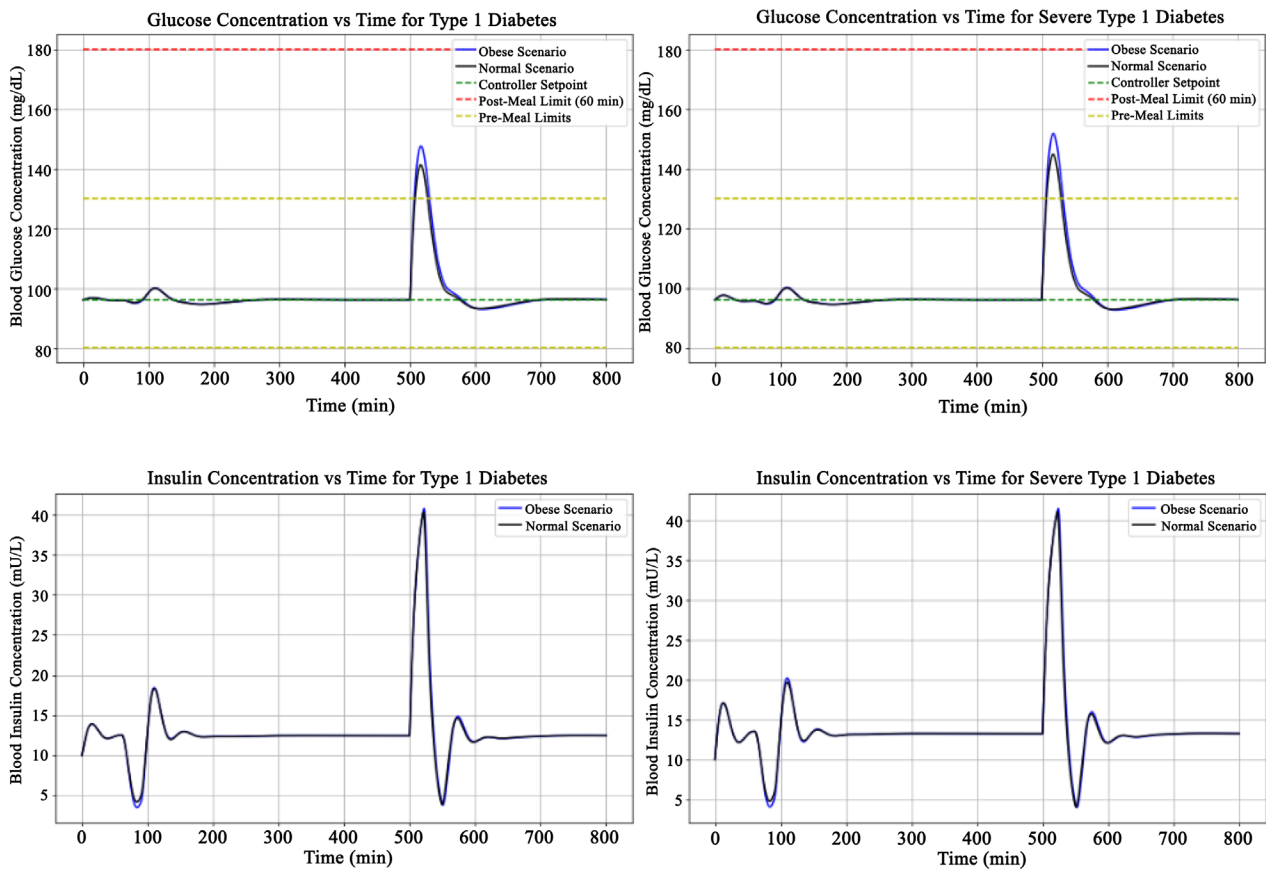 Glucose Concentration vs Time for Type 1 Diabetes
Blood Glucose Concentration (mg/dL)
180
160
140
120
100
80
Obese Scenario
Normal Scenario
Controller Setpoint
Post-Meal Limit (60 min)
Pre-Meal Limits
0 100 200 300 400 500 600 700 800
Time (min)
Glucose Concentration vs Time for Severe Type 1 Diabetes
Blood Glucose Concentration (mg/dL)
180
160
140
120
100
80
Obese Scenario
Normal Scenario
Controller Setpoint
Post-Meal Limit (60 min)
Pre-Meal Limits
0 100 200 300 400 500 600 700 800
Time (min)
Insulin Concentration vs Time for Type 1 Diabetes
Blood Insulin Concentration (mU/L)
40
35
30
25
20
15
10
5
Obese Scenario
Normal Scenario
0 100 200 300 400 500 600 700 800
Time (min)
Insulin Concentration vs Time for Severe Type 1 Diabetes
Blood Insulin Concentration (mU/L)
40
35
30
25
20
15
10
5
Obese Scenario
Normal Scenario
0 100 200 300 400 500 600 700 800
Time (min)